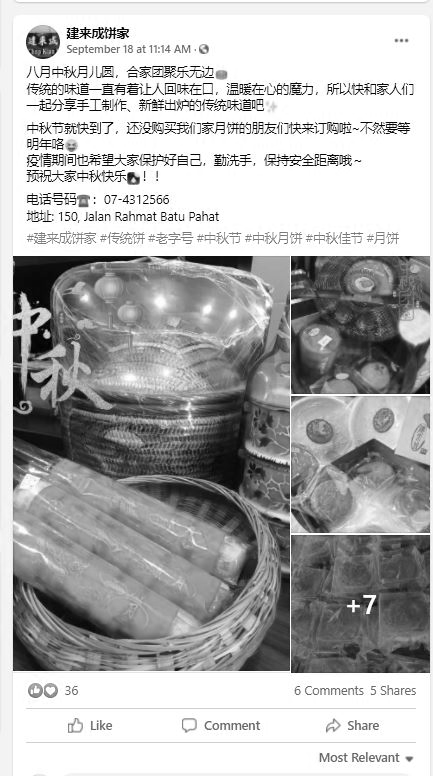 建来成饼家
September 18 at 11:14 AM ·
八月中秋月儿圆，合家团聚乐无边
传统的味道一直有着让人回味在口，温暖在心的魔力，所以快和家人们
一起分享手工制作、新鲜出炉的传统味道吧
中秋节就快到了，还没购买我们家月饼的朋友们快来订购啦~不然要等
明年咯
疫情期间也希望大家保护好自己，勤洗手，保持安全距离哦~
预祝大家中秋快乐！！
电话号码：07-4312566
地址: 150, Jalan Rahmat Batu Pahat
#建来成饼家 #传统饼 #老字号 #中秋节 #中秋月饼 #中秋佳节 #月饼
中秋
+7
36
6 Comments 5 Shares
Like Comment Share
Most Relevant